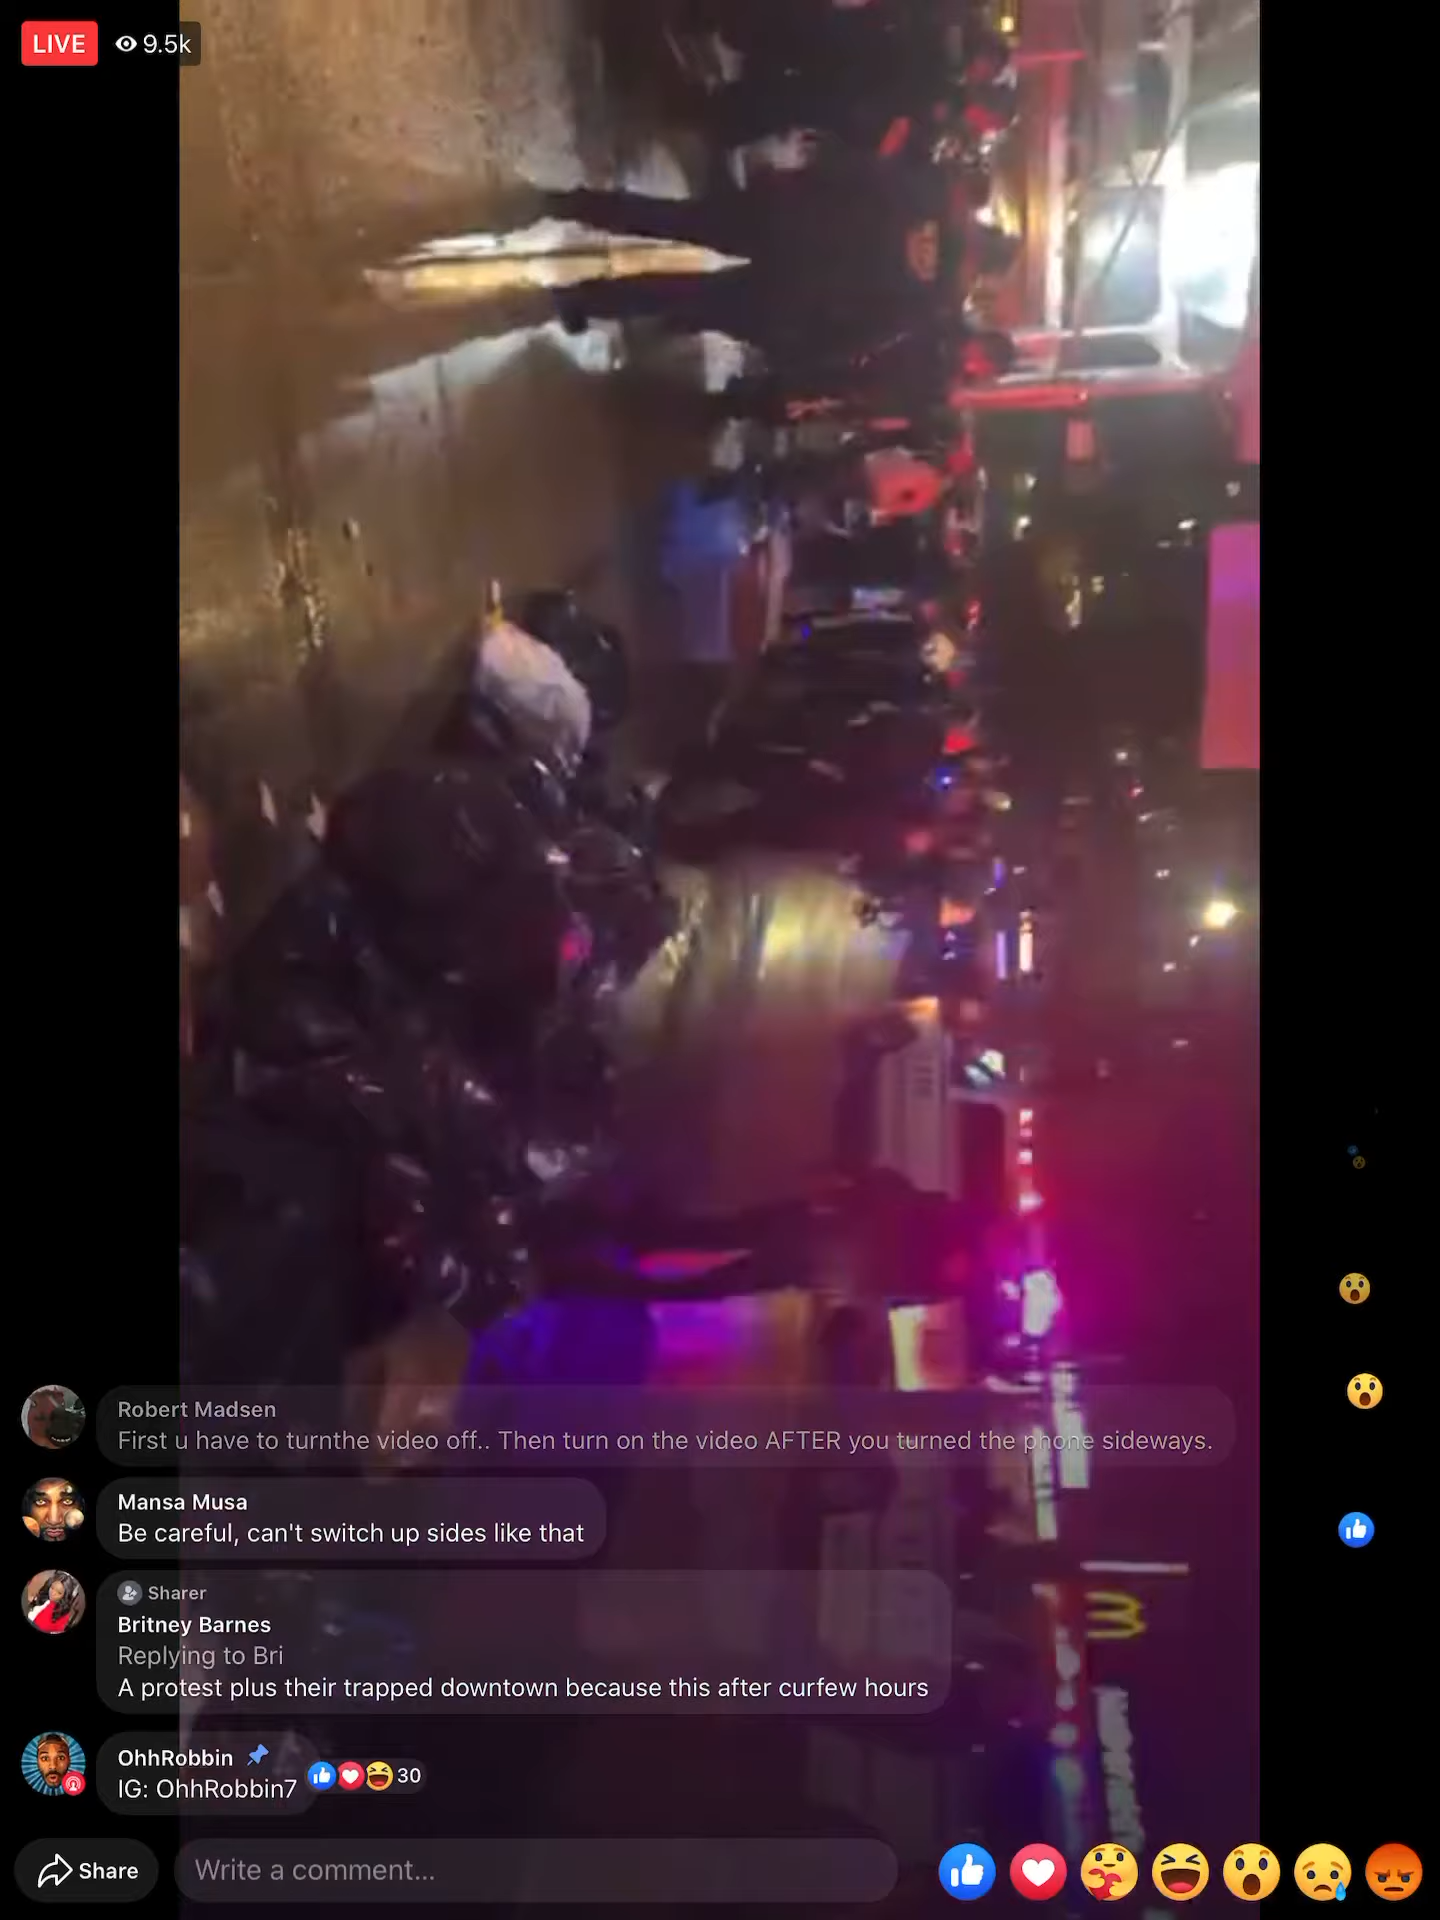 LIVE 9.5k
Robert Madsen
First u have to turnthe video off.. Then turn on the video AFTER you turned the phone sideways.
Mansa Musa
Be careful, can't switch up sides like that
Sharer
Britney Barnes
Replying to Bri
A protest plus their trapped downtown because this after curfew hours
OhhRobbin
IG: OhhRobbin7
30
Share
Write a comment...